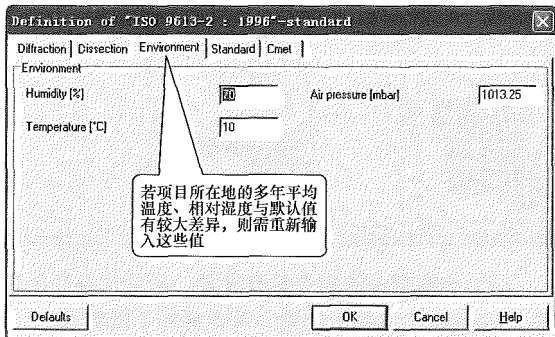 Definition of "ISO 9613-2 : 1996"-standard
Diffraction Dissection Environment Standard Cmet
Environment
Humidity [%] 70 Air pressure [mbar] 1013.25
Temperature [°C] 10
若项目所在地的多年平均
温度、相对湿度与默认值
有较大差异，则需重新输
入这些值
Defaults OK Cancel Help